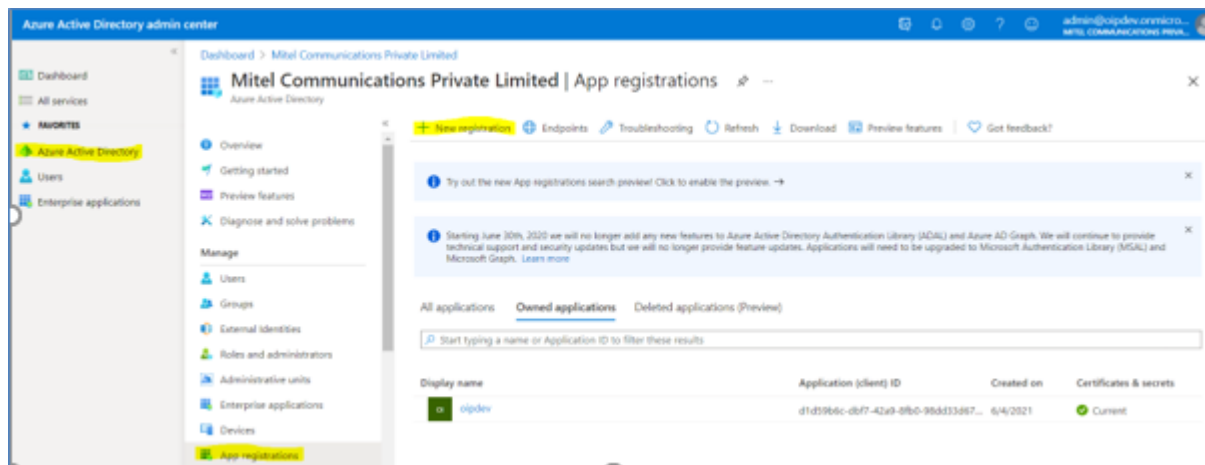 Azure Active Directory admin center
admin@oipdev.onmicro...
MITEL COMMUNICATIONS PRIVA...
Dashboard
All services
FAVORITES
Azure Active Directory
Users
Enterprise applications
Dashboard > Mitel Communications Private Limited
Mitel Communications Private Limited | App registrations
Azure Active Directory
Overview
Getting started
Preview features
Diagnose and solve problems
Manage
Users
Groups
External Identities
Roles and administrators
Administrative units
Enterprise applications
Devices
App registrations
New registration Endpoints Troubleshooting Refresh Download Preview features Got feedback?
Try out the new App registrations search preview! Click to enable the preview. →
Starting June 30th, 2020 we will no longer add any new features to Azure Active Directory Authentication Library (ADAL) and Azure AD Graph. We will continue to provide
technical support and security updates but we will no longer provide feature updates. Applications will need to be upgraded to Microsoft Authentication Library (MSAL) and
Microsoft Graph. Learn more
All applications Owned applications Deleted applications (Preview)
Start typing a name or Application ID to filter these results
Display name Application (client) ID Created on Certificates & secrets
OI oipdev d1d59b6c-dbf7-42a9-8fb0-98dd33d67... 6/4/2021 Current